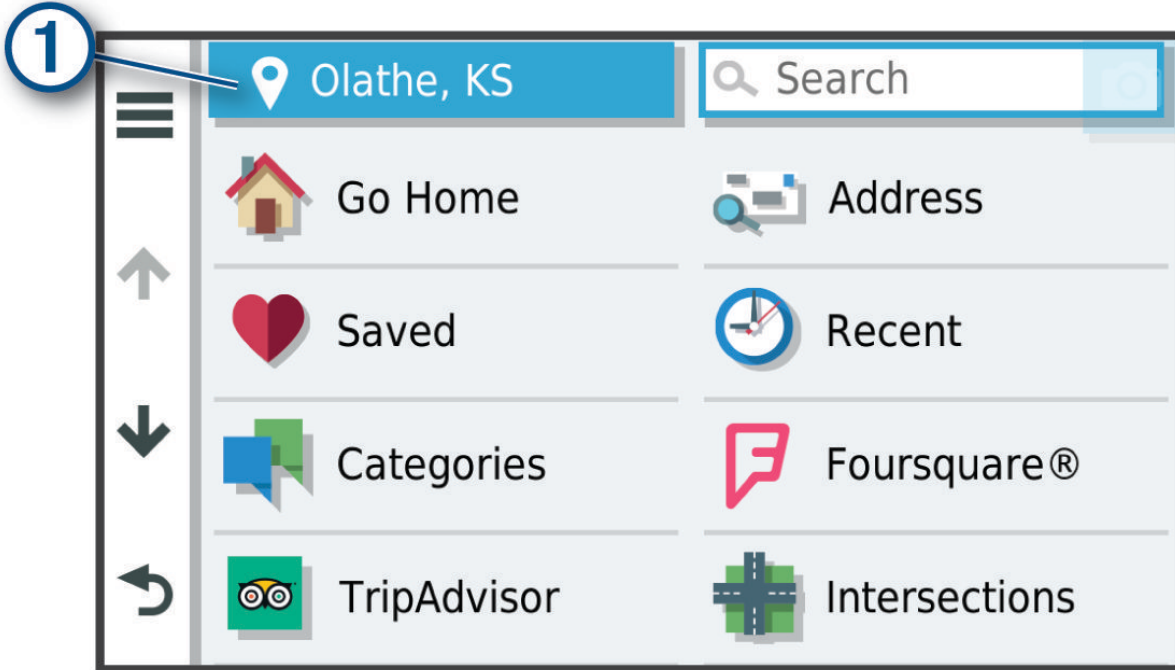 1
Olathe, KS
Search
Go Home
Address
Saved
Recent
Categories
Foursquare®
TripAdvisor
Intersections